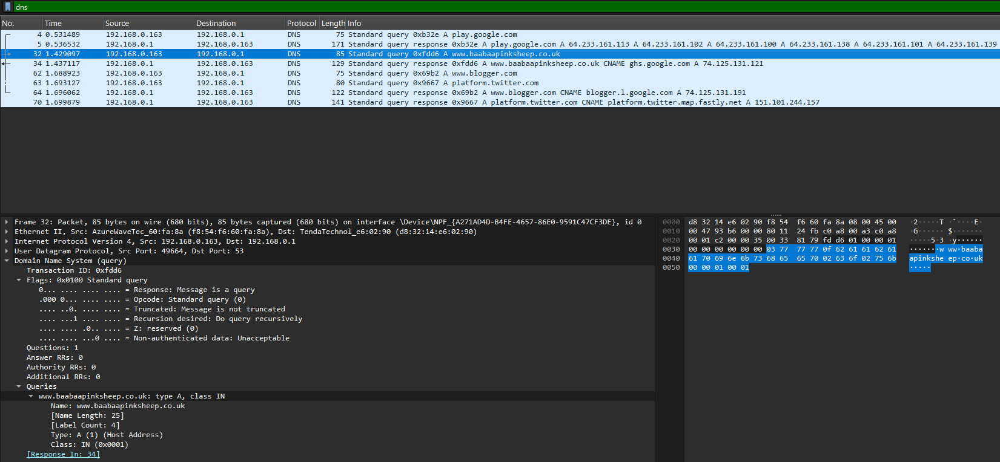 dns
No. Time Source Destination Protocol Length Info
4 0.531489 192.168.0.163 192.168.0.1 DNS 75 Standard query 0xb32e A play.google.com
5 0.536532 192.168.0.1 192.168.0.163 DNS 171 Standard query response 0xb32e A play.google.com A 64.233.161.113 A 64.233.161.102 A 64.233.161.100 A 64.233.161.138 A 64.233.161.101 A 64.233.161.139
32 1.429097 192.168.0.163 192.168.0.1 DNS 85 Standard query 0xfdd6 A www.baabaapinksheep.co.uk
34 1.437117 192.168.0.1 192.168.0.163 DNS 129 Standard query response 0xfdd6 A www.baabaapinksheep.co.uk CNAME ghs.google.com A 74.125.131.121
62 1.688923 192.168.0.163 192.168.0.1 DNS 75 Standard query 0x69b2 A www.blogger.com
63 1.693127 192.168.0.163 192.168.0.1 DNS 80 Standard query 0x9667 A platform.twitter.com
64 1.696062 192.168.0.1 192.168.0.163 DNS 122 Standard query response 0x69b2 A www.blogger.com CNAME blogger.l.google.com A 74.125.131.191
70 1.699879 192.168.0.1 192.168.0.163 DNS 141 Standard query response 0x9667 A platform.twitter.com CNAME platform.twitter.map.fastly.net A 151.101.244.157
Frame 32: Packet, 85 bytes on wire (680 bits), 85 bytes captured (680 bits) on interface \Device\NPF_{A271AD4D-B4FE-4657-86E0-9591C47CF3DE}, id 0
Ethernet II, Src: AzureWaveTec_60:fa:8a (f8:54:f6:60:fa:8a), Dst: TendaTechnol_e6:02:90 (d8:32:14:e6:02:90)
Internet Protocol Version 4, Src: 192.168.0.163, Dst: 192.168.0.1
User Datagram Protocol, Src Port: 49664, Dst Port: 53
Domain Name System (query)
Transaction ID: 0xfdd6
Flags: 0x0100 Standard query
0... .... .... .... = Response: Message is a query
.000 0... .... .... = Opcode: Standard query (0)
.... ..0. .... .... = Truncated: Message is not truncated
.... ...1 .... .... = Recursion desired: Do query recursively
.... .... .0.. .... = Z: reserved (0)
.... .... ...0 .... = Non-authenticated data: Unacceptable
Questions: 1
Answer RRs: 0
Authority RRs: 0
Additional RRs: 0
Queries
www.baabaapinksheep.co.uk: type A, class IN
Name: www.baabaapinksheep.co.uk
[Name Length: 25]
[Label Count: 4]
Type: A (1) (Host Address)
Class: IN (0x0001)
[Response In: 34]
0000 d8 32 14 e6 02 90 f8 54 f6 60 fa 8a 08 00 45 00 ·2·····T ·`····E·
0010 00 47 93 b6 00 00 80 11 24 fb c0 a8 00 a3 c0 a8 ·G······ $·······
0020 00 01 c2 00 00 35 00 33 81 79 fd d6 01 00 00 01 ·····5·3 ·y······
0030 00 00 00 00 00 00 03 77 77 77 0f 62 61 61 62 61 ·······w ww·baaba
0040 61 70 69 6e 6b 73 68 65 65 70 02 63 6f 02 75 6b apinkshe ep·co·uk
0050 00 00 01 00 01 ·····